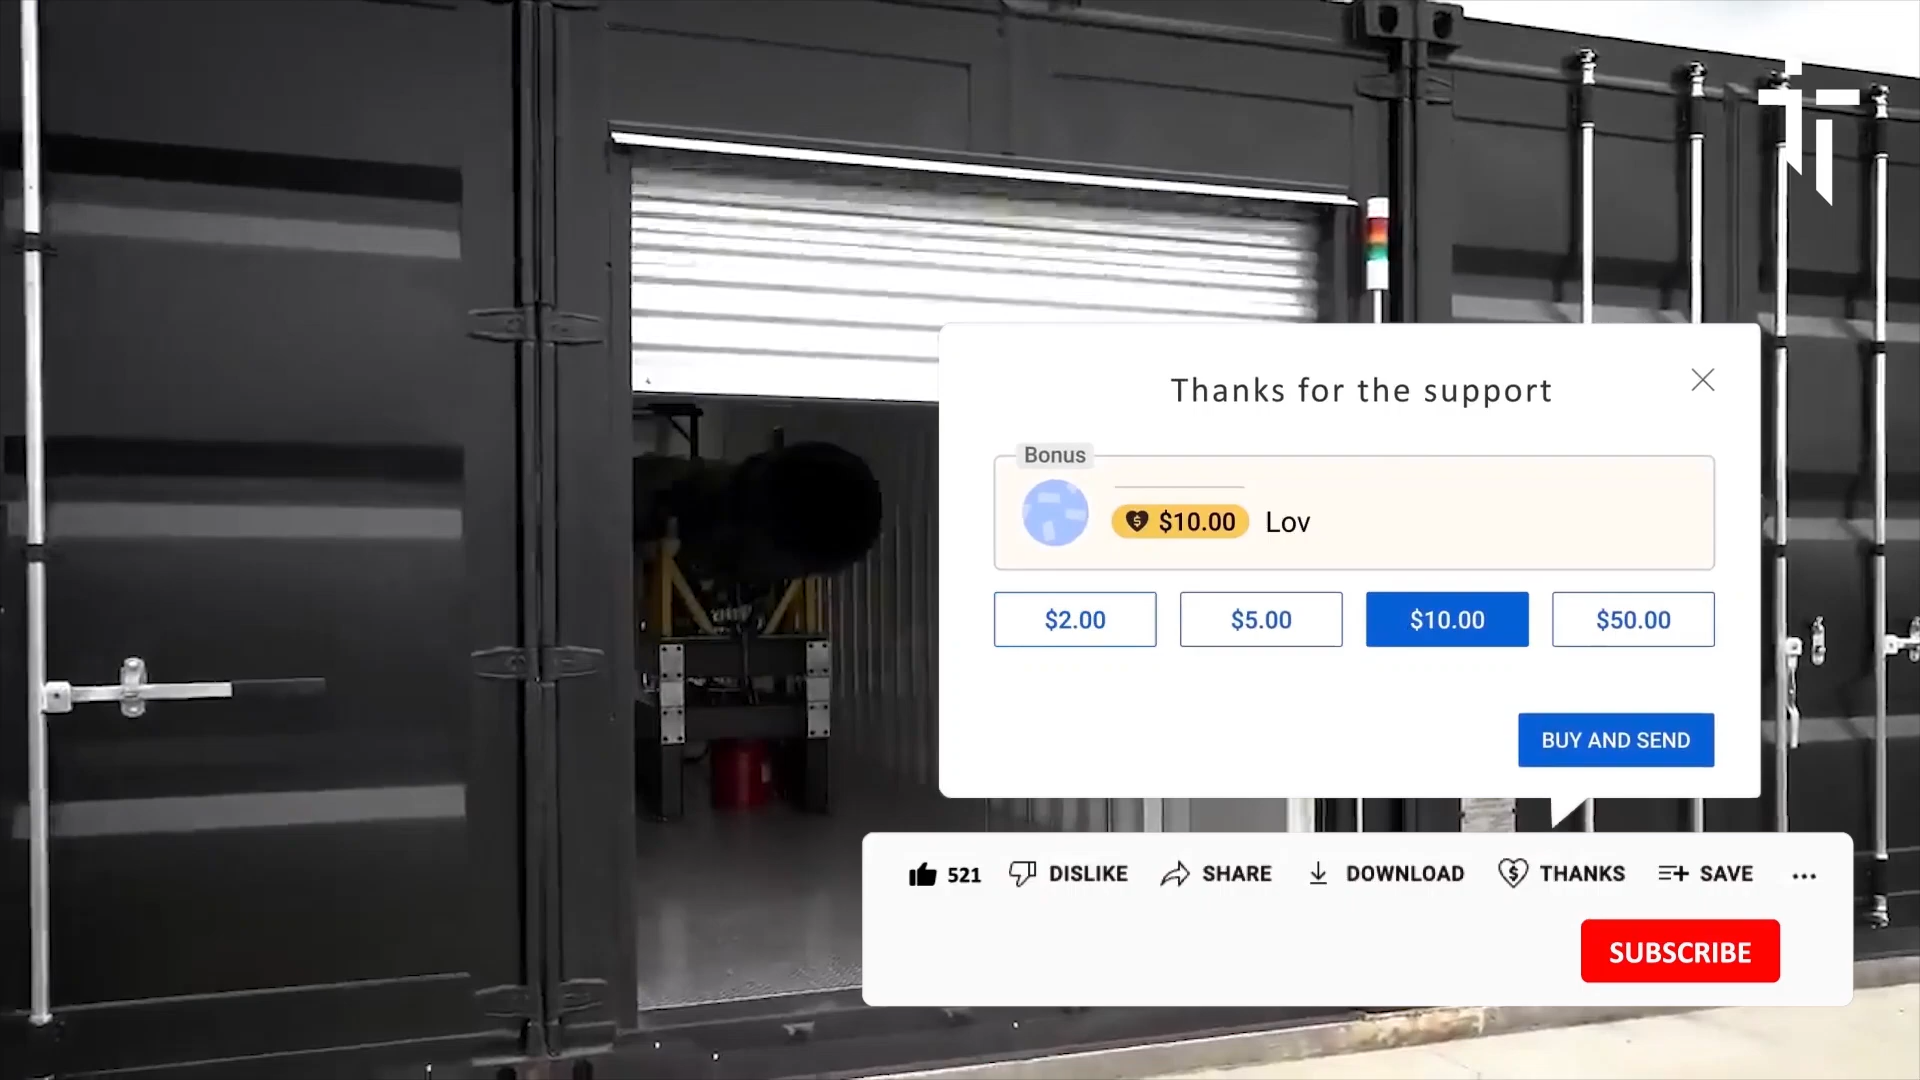 Thanks for the support
Bonus
$10.00 Lov
$2.00 $5.00 $10.00 $50.00
BUY AND SEND
521 DISLIKE SHARE DOWNLOAD THANKS SAVE ...
SUBSCRIBE